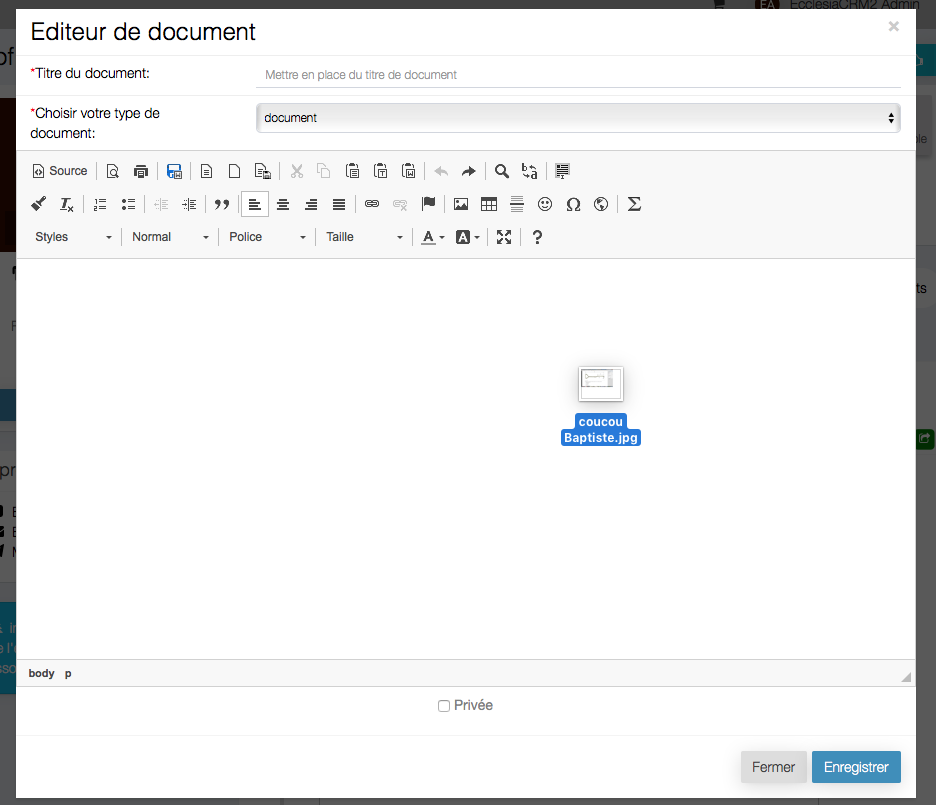 EcclesiaCRM2 Admin
Editeur de document
×
*Titre du document:
Mettre en place du titre de document
*Choisir votre type de
document:
document
Source
Styles
Normal
Police
Taille
coucou
Baptiste.jpg
body p
Privée
Fermer
Enregistrer